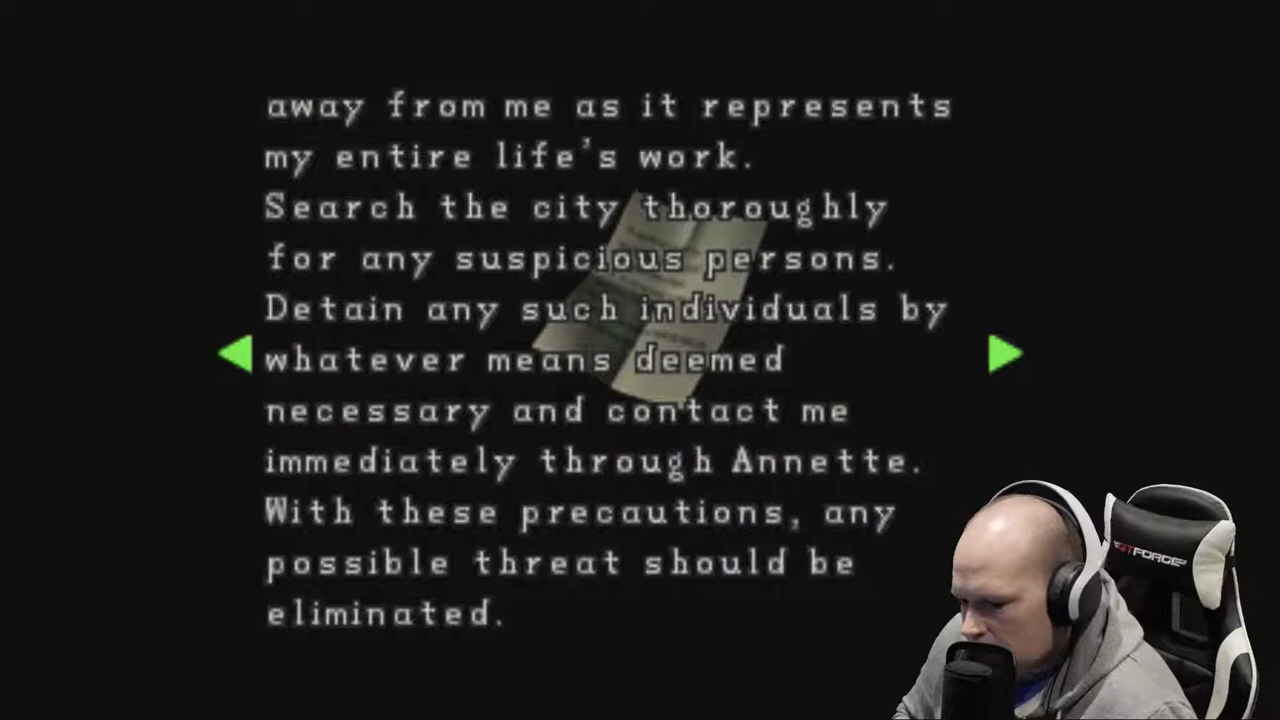 away from me as it represents
my entire life's work.
Search the city thoroughly
for any suspicious persons.
Detain any such individuals by
whatever means deemed
necessary and contact me
immediately through Annette.
With these precautions, any
possible threat should be
eliminated.
GTFORCE